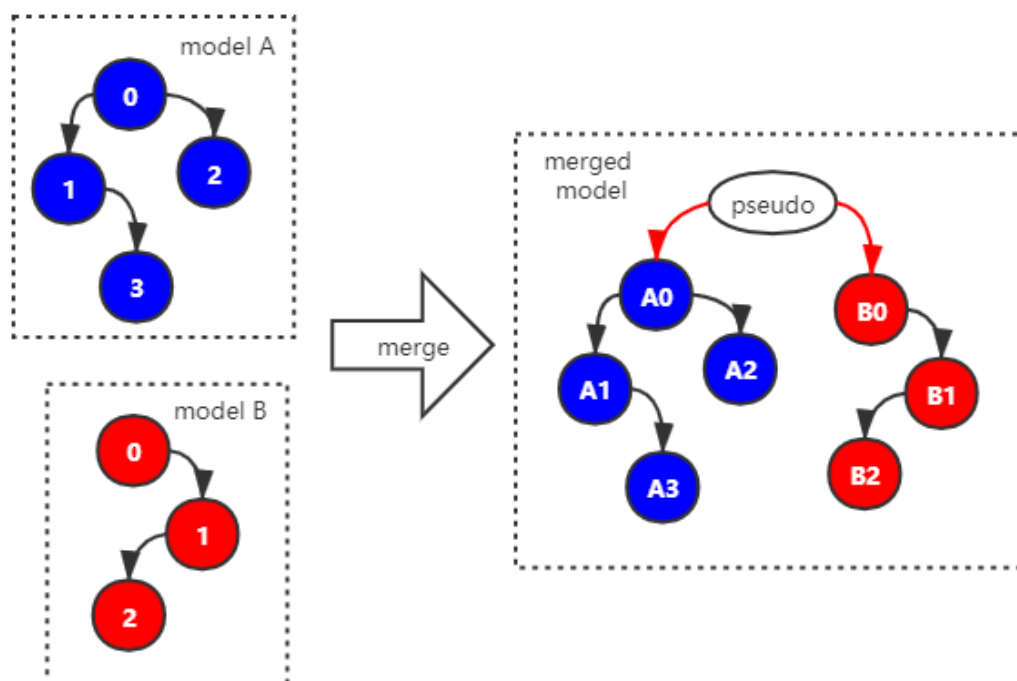 model A
0
1
2
3
model B
0
1
2
merge
merged
model
pseudo
A0
B0
A1
A2
B1
A3
B2